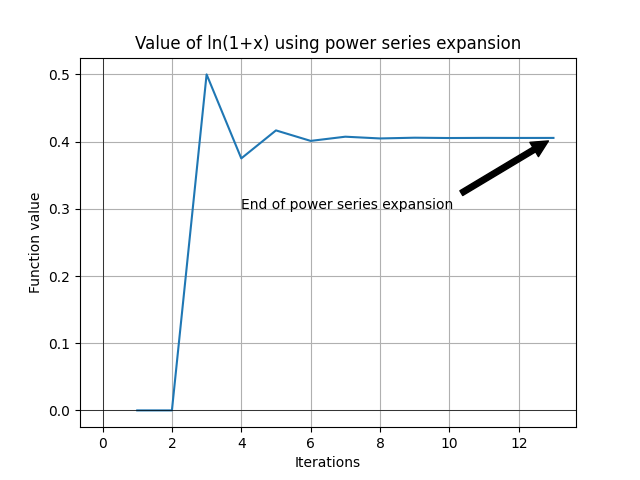 Value of ln(1+x) using power series expansion
0.5
0.4
0.3
0.2
0.1
0.0
Function value
End of power series expansion
0 2 4 6 8 10 12
Iterations